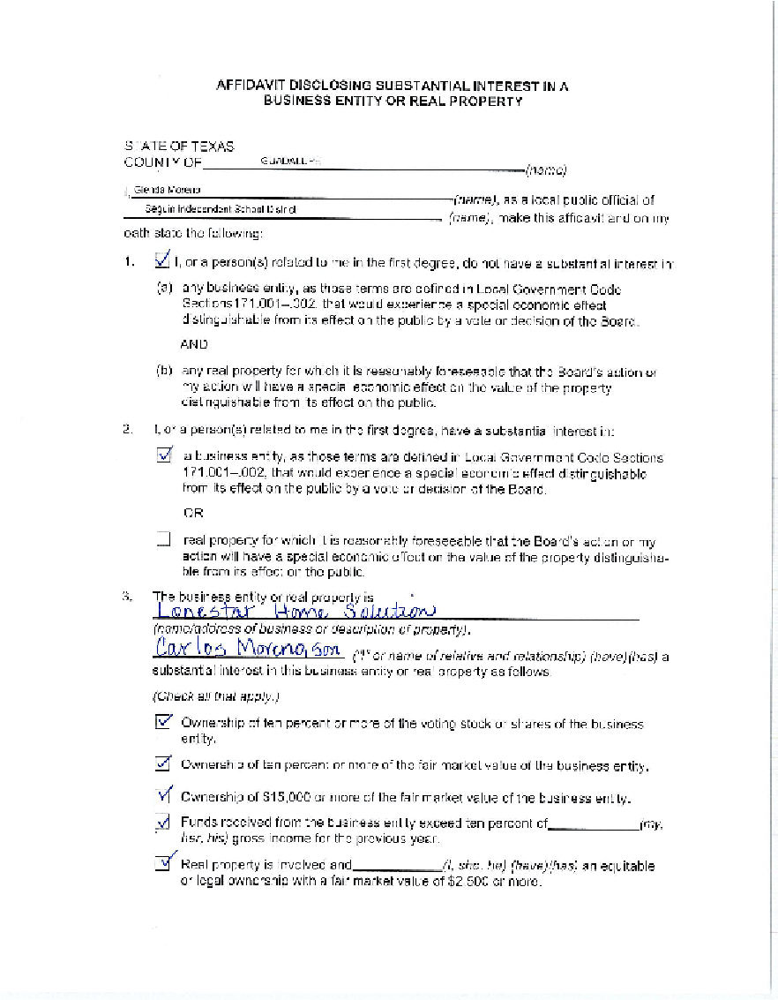 AFFIDAVIT DISCLOSING SUBSTANTIAL INTEREST IN A
BUSINESS ENTITY OR REAL PROPERTY
STATE OF TEXAS
COUNTY OF GUADALUPE (name)
I, Glenda Moreno (name), as a local public official of
Seguin Independent School District (name), make this affidavit and on my
oath state the following:
1. I, or a person(s) related to me in the first degree, do not have a substantial interest in:
(a) any business entity, as those terms are defined in Local Government Code
Sections 171.001–.002, that would experience a special economic effect
distinguishable from its effect on the public by a vote or decision of the Board.
AND
(b) any real property for which it is reasonably foreseeable that the Board's action or
my action will have a special economic effect on the value of the property
distinguishable from its effect on the public.
2. I, or a person(s) related to me in the first degree, have a substantial interest in:
a business entity, as those terms are defined in Local Government Code Sections
171.001–.002, that would experience a special economic effect distinguishable
from its effect on the public by a vote or decision of the Board.
OR
real property for which it is reasonably foreseeable that the Board's action or my
action will have a special economic effect on the value of the property distinguisha-
ble from its effect on the public.
3. The business entity or real property is
Lonestar Home Solution
(name/address of business or description of property).
Carlos Moreno, son ("I" or name of relative and relationship) (have)(has) a
substantial interest in this business entity or real property as follows:
(Check all that apply.)
Ownership of ten percent or more of the voting stock or shares of the business
entity.
Ownership of ten percent or more of the fair market value of the business entity.
Ownership of $15,000 or more of the fair market value of the business entity.
Funds received from the business entity exceed ten percent of (my,
her, his) gross income for the previous year.
Real property is involved and (I, she, he) (have)(has) an equitable
or legal ownership with a fair market value of $2,500 or more.